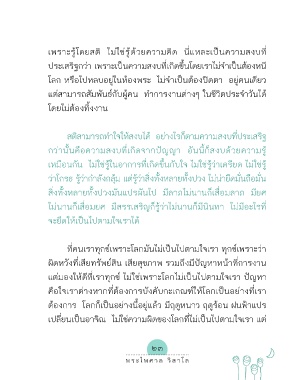 เพราะรู้โดยสติ ไม่ใช่รู้ด้วยความคิด นี่แหละเป็นความสงบที่
ประเสริฐกว่า เพราะเป็นความสงบที่เกิดขึ้นโดยเราไม่จำเป็นต้องหนี
โลก หรือไปหลบอยู่ในห้องพระ ไม่จำเป็นต้องปิดตา อยู่คนเดียว
แต่สามารถสัมพันธ์กับผู้คน ทำการงานต่างๆ ในชีวิตประจำวันได้
โดยไม่ทิ้งงาน
สติสามารถทำใจให้สงบได้ อย่างไรก็ตามความสงบที่ประเสริฐ
กว่านั้นคือความสงบที่เกิดจากปัญญา อันนี้ก็สงบด้วยความรู้
เหมือนกัน ไม่ใช่รู้ในอาการที่เกิดขึ้นกับใจ ไม่ใช่รู้ว่าเครียด ไม่ใช่รู้
ว่าโกรธ รู้ว่ากำลังกลุ้ม แต่รู้ว่าสิ่งทั้งหลายทั้งปวง ไม่น่ายึดมั่นถือมั่น
สิ่งทั้งหลายทั้งปวงมันแปรผันไป มีลาภไม่นานก็เสื่อมลาภ มียศ
ไม่นานก็เสื่อมยศ มีสรรเสริญก็รู้ว่าไม่นานก็มีนินทา ไม่มีอะไรที่
จะยึดให้เป็นไปตามใจเราได้
ที่คนเราทุกข์เพราะโลกมันไม่เป็นไปตามใจเรา ทุกข์เพราะว่า
ผิดหวังที่เสียทรัพย์สิน เสียสุขภาพ รวมถึงมีปัญหาหน้าที่การงาน
แต่มองให้ดีที่เราทุกข์ ไม่ใช่เพราะโลกไม่เป็นไปตามใจเรา ปัญหา
คือใจเราต่างหากที่ต้องการบังคับกะเกณฑ์ให้โลกเป็นอย่างที่เรา
ต้องการ โลกก็เป็นอย่างนี้อยู่แล้ว มีฤดูหนาว ฤดูร้อน ฝนฟ้าแปร
เปลี่ยนเป็นอาจิณ ไม่ใช่ความผิดของโลกที่ไม่เป็นไปตามใจเรา แต่
๒๓
พระไพศาล วิสาโล